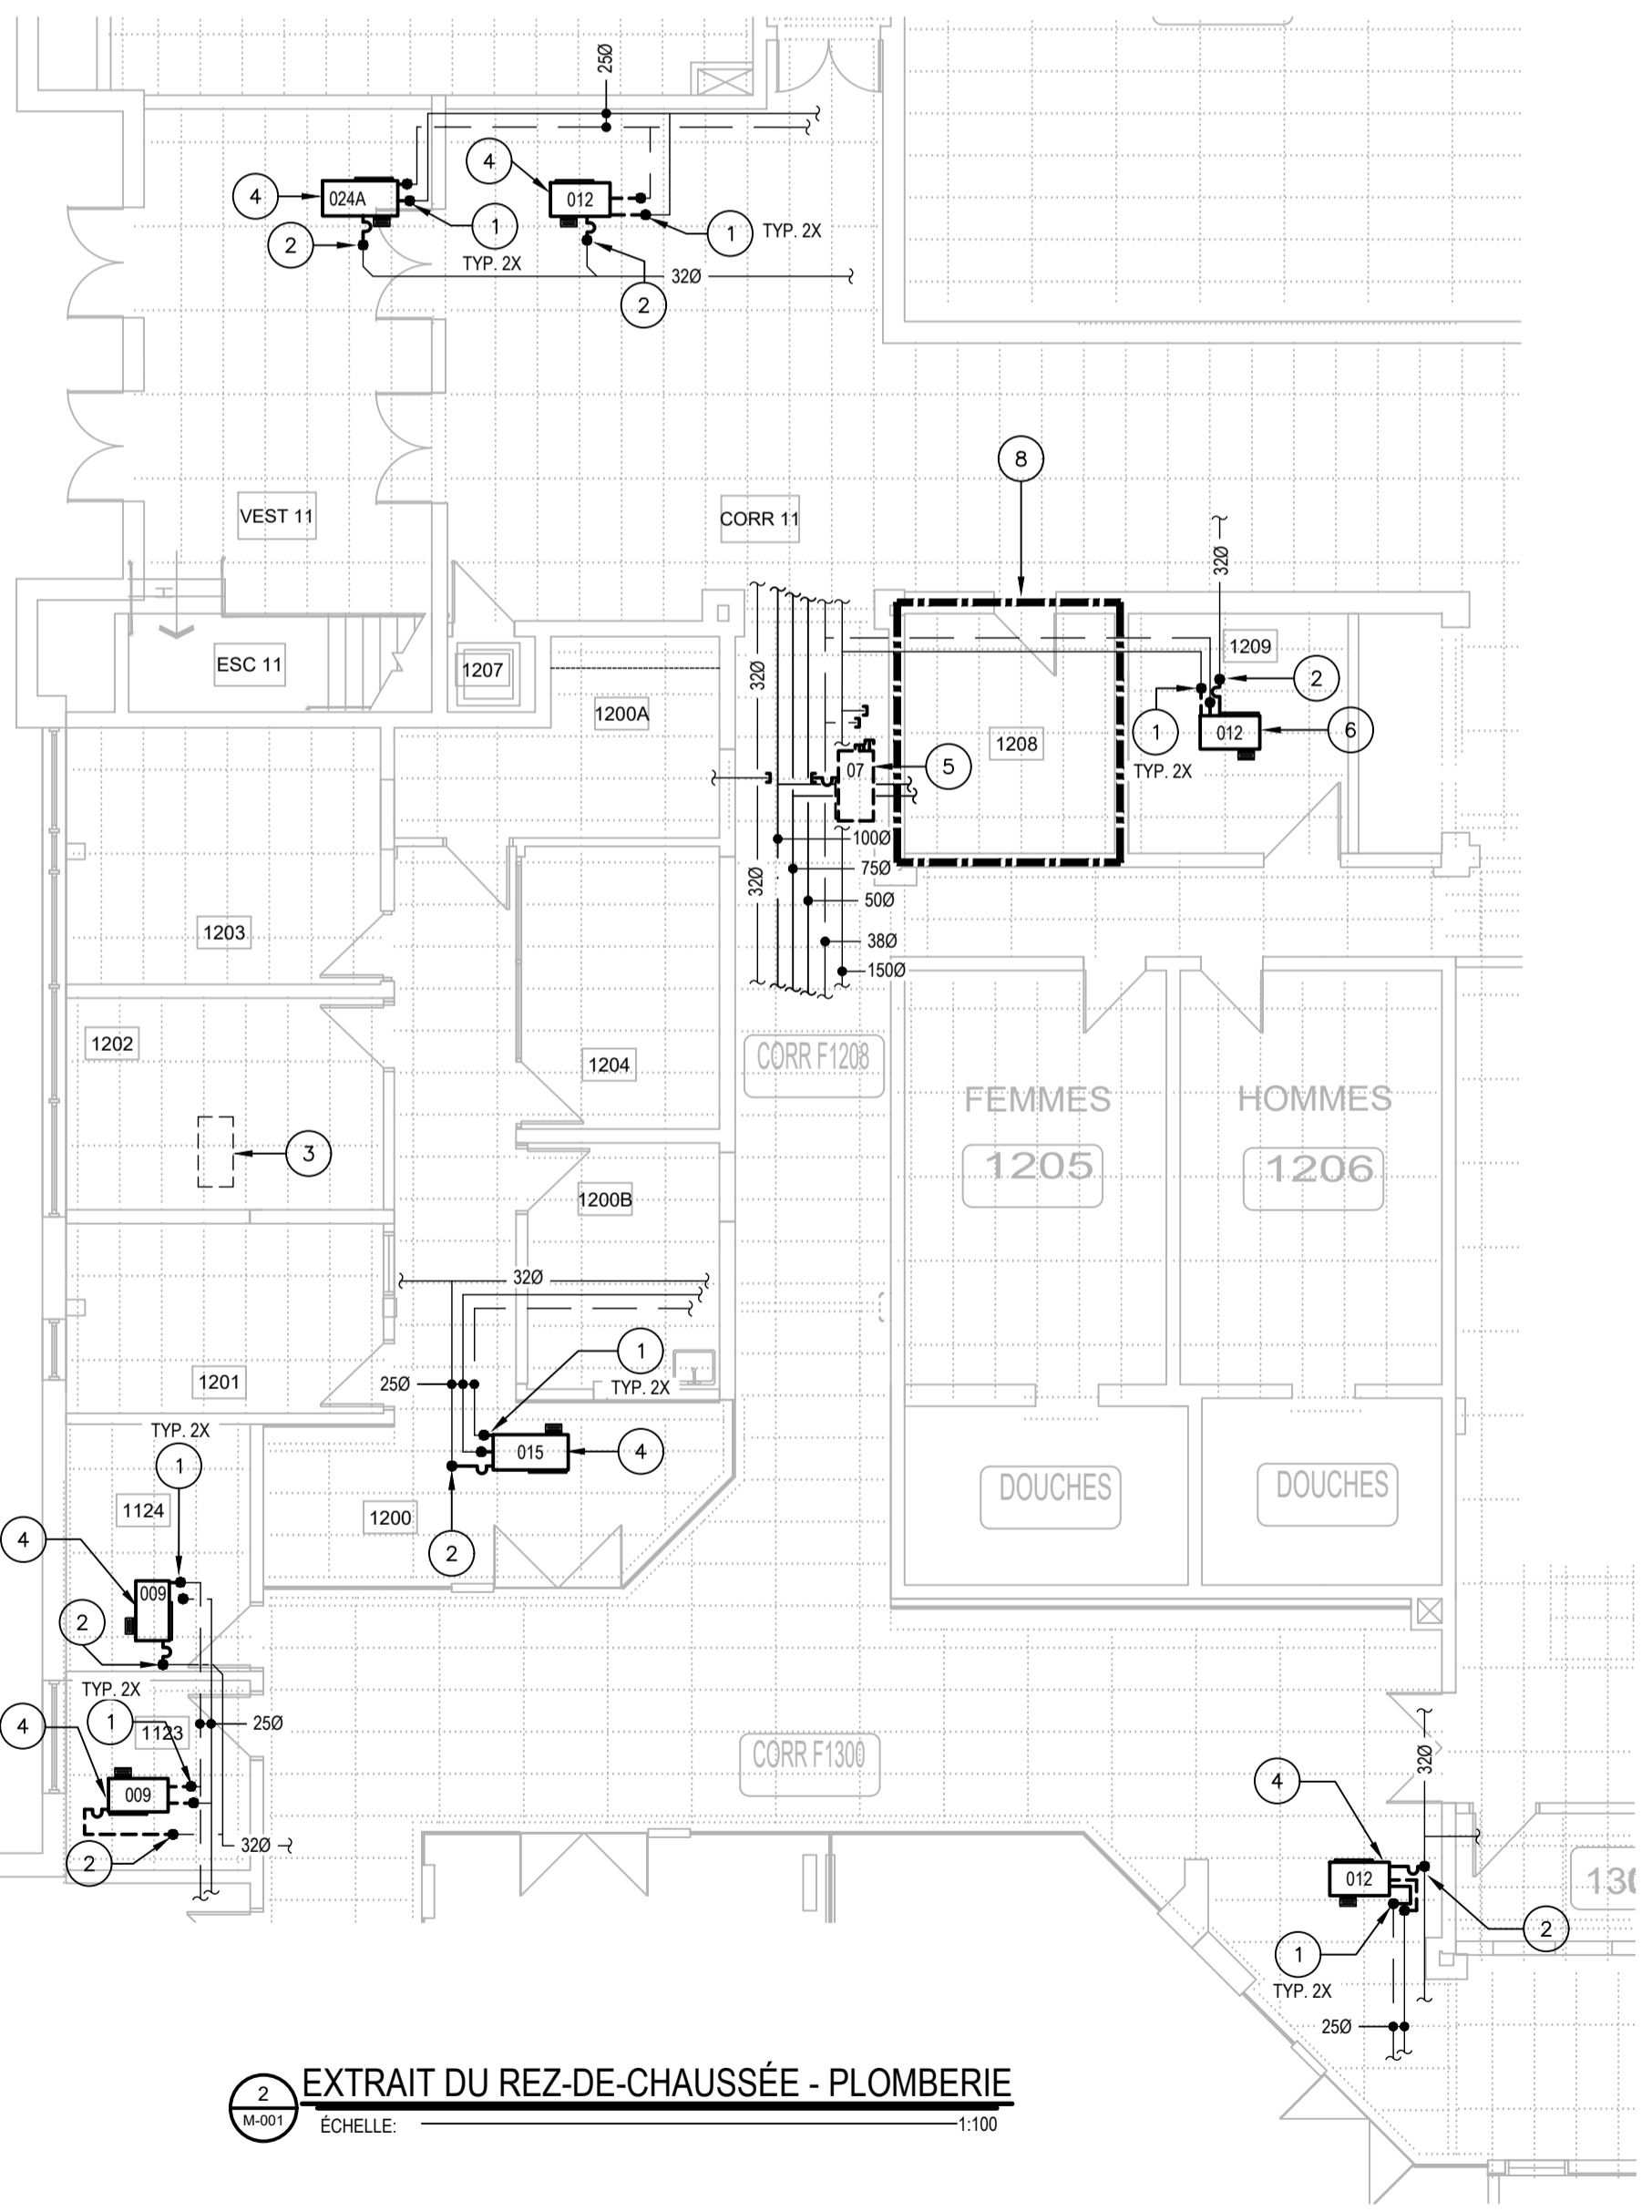 25Ø
4
4
024A
012
1
TYP. 2X
1
TYP. 2X
2
2
32Ø
8
VEST 11
CORR 11
32Ø
ESC 11
1207
1200A
32Ø
1209
2
1
TYP. 2X
012
6
1208
07
5
100Ø
75Ø
32Ø
50Ø
38Ø
150Ø
1203
1202
1204
CORR F1208
FEMMES
1205
HOMMES
1206
3
1200B
32Ø
1
TYP. 2X
25Ø
1201
TYP. 2X
1
015
4
DOUCHES
DOUCHES
1124
1200
2
4
009
2
TYP. 2X
4
1
1123
25Ø
009
2
32Ø
CORR F1300
32Ø
4
012
130
2
1
TYP. 2X
25Ø
2
M-001
EXTRAIT DU REZ-DE-CHAUSSÉE - PLOMBERIE
ÉCHELLE: 1:100